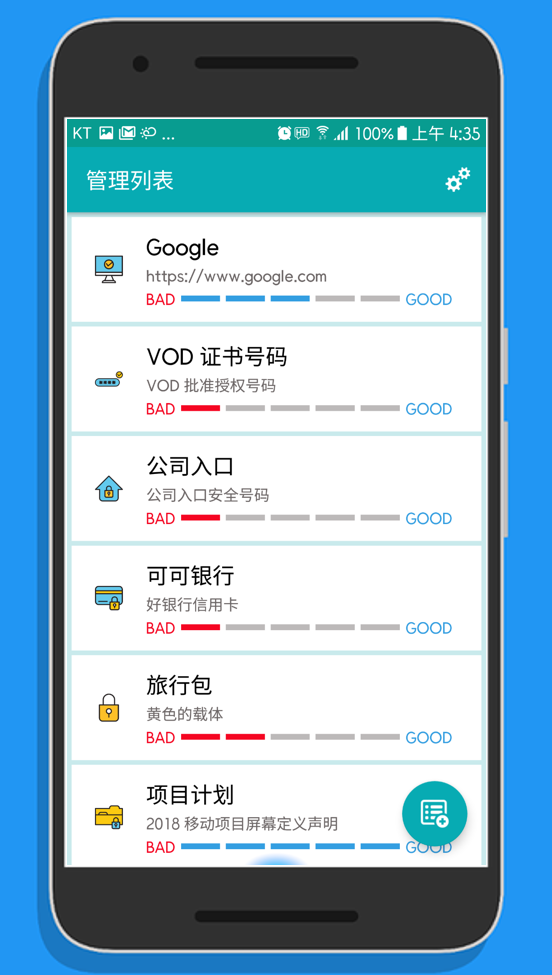 KT ... HD 100% 上午 4:35
管理列表
Google
https://www.google.com
BAD GOOD
VOD 证书号码
VOD 批准授权号码
BAD GOOD
公司入口
公司入口安全号码
BAD GOOD
可可银行
好银行信用卡
BAD GOOD
旅行包
黄色的载体
BAD GOOD
项目计划
2018 移动项目屏幕定义声明
BAD GOOD